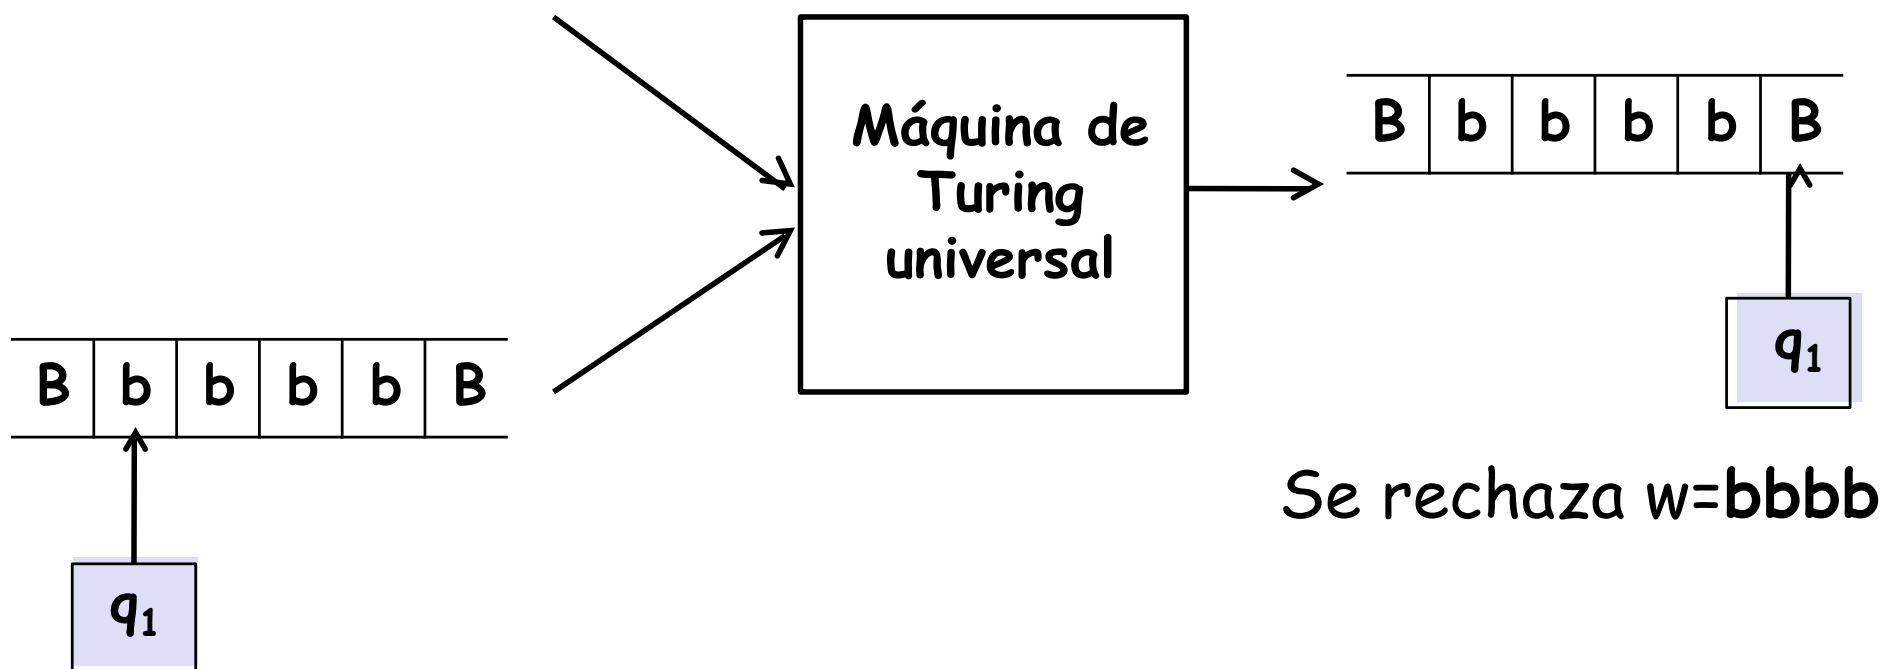 Máquina de
Turing
universal
B b b b b B
q₁
Se rechaza w=bbbb
B b b b b B
q₁